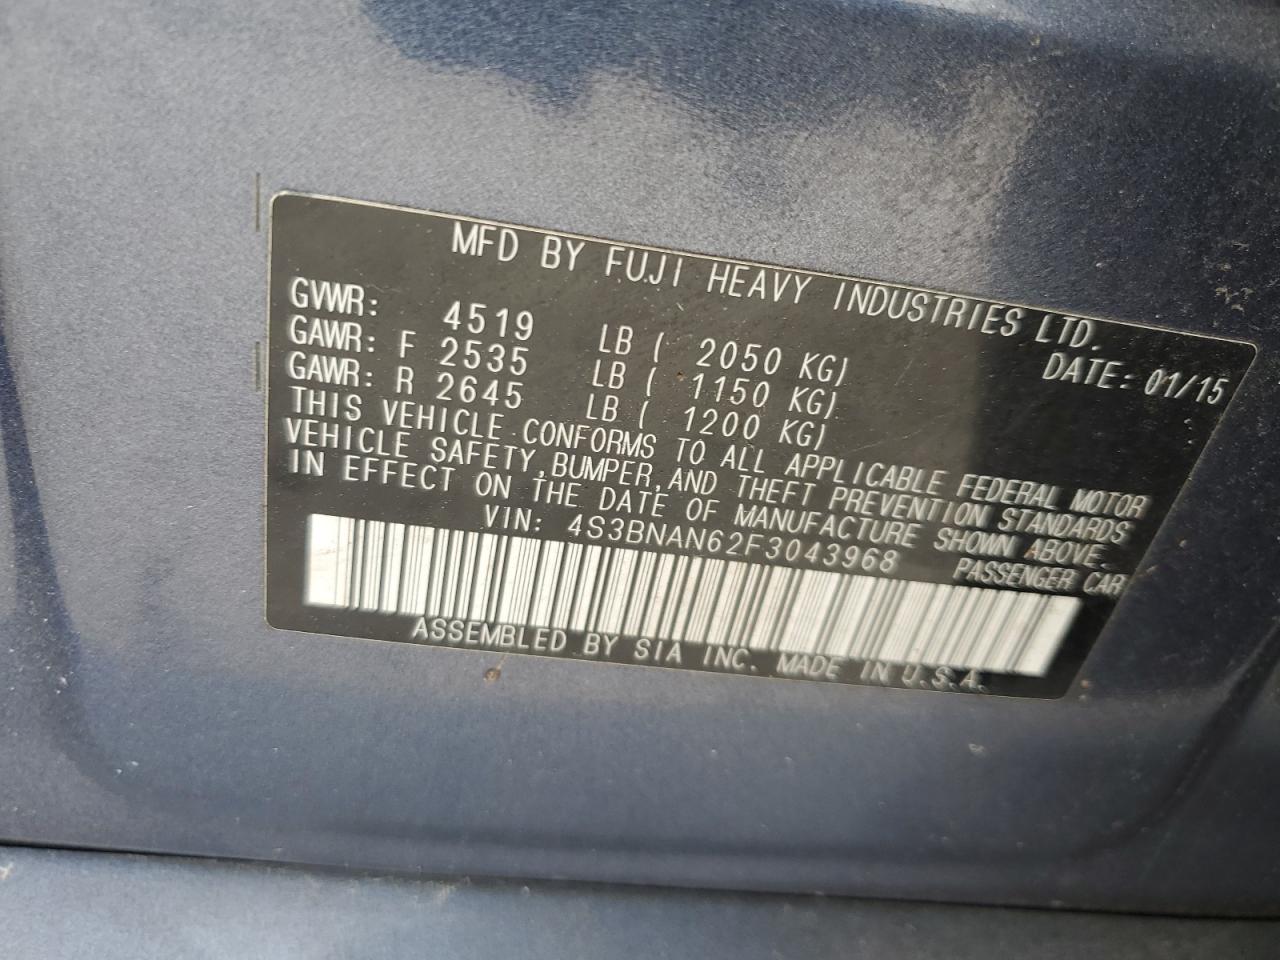 MFD BY FUJI HEAVY INDUSTRIES LTD.
DATE: 01/15
GVWR: 4519 LB ( 2050 KG)
GAWR: F 2535 LB ( 1150 KG)
GAWR: R 2645 LB ( 1200 KG)
THIS VEHICLE CONFORMS TO ALL APPLICABLE FEDERAL MOTOR
VEHICLE SAFETY, BUMPER, AND THEFT PREVENTION STANDARDS
IN EFFECT ON THE DATE OF MANUFACTURE SHOWN ABOVE.
VIN: 4S3BNAN62F3043968 PASSENGER CAR
ASSEMBLED BY SIA INC. MADE IN U.S.A.